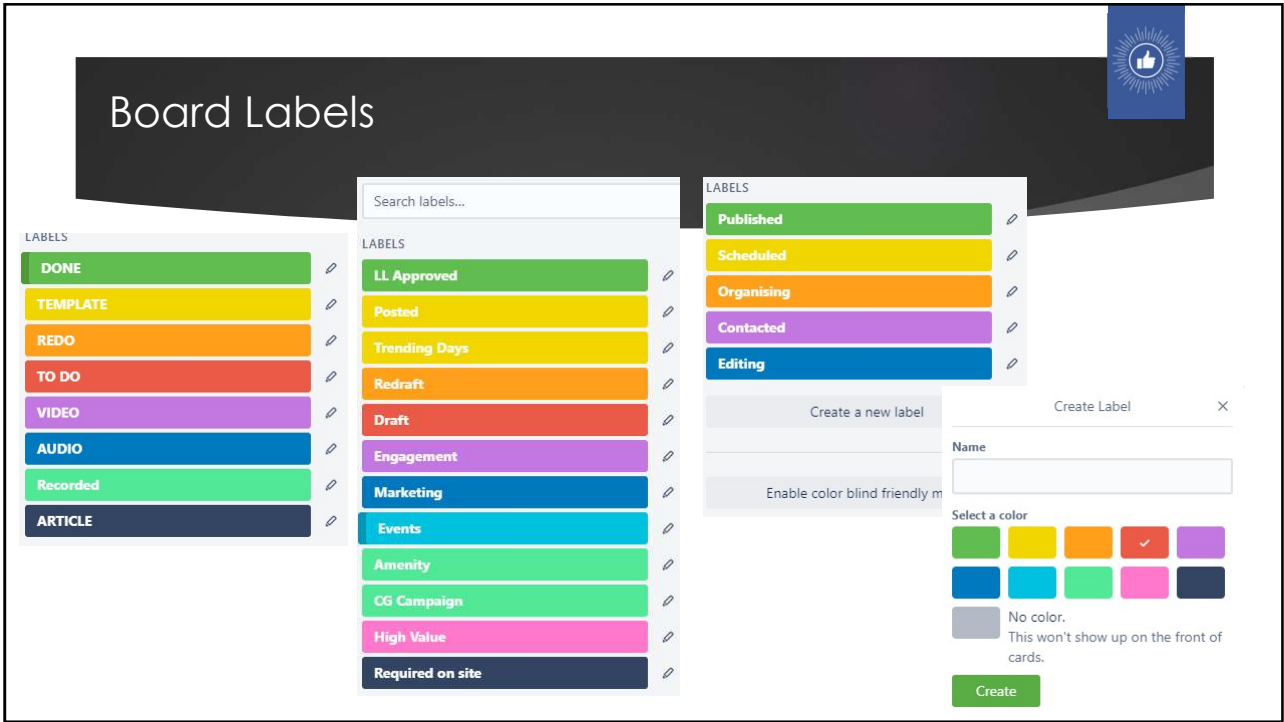 Board Labels
LABELS
DONE
TEMPLATE
REDO
TO DO
VIDEO
AUDIO
Recorded
ARTICLE
Search labels...
LABELS
LL Approved
Posted
Trending Days
Redraft
Draft
Engagement
Marketing
Events
Amenity
CG Campaign
High Value
Required on site
LABELS
Published
Scheduled
Organising
Contacted
Editing
Create a new label
Enable color blind friendly m
Create Label
Name
Select a color
No color.
This won't show up on the front of
cards.
Create